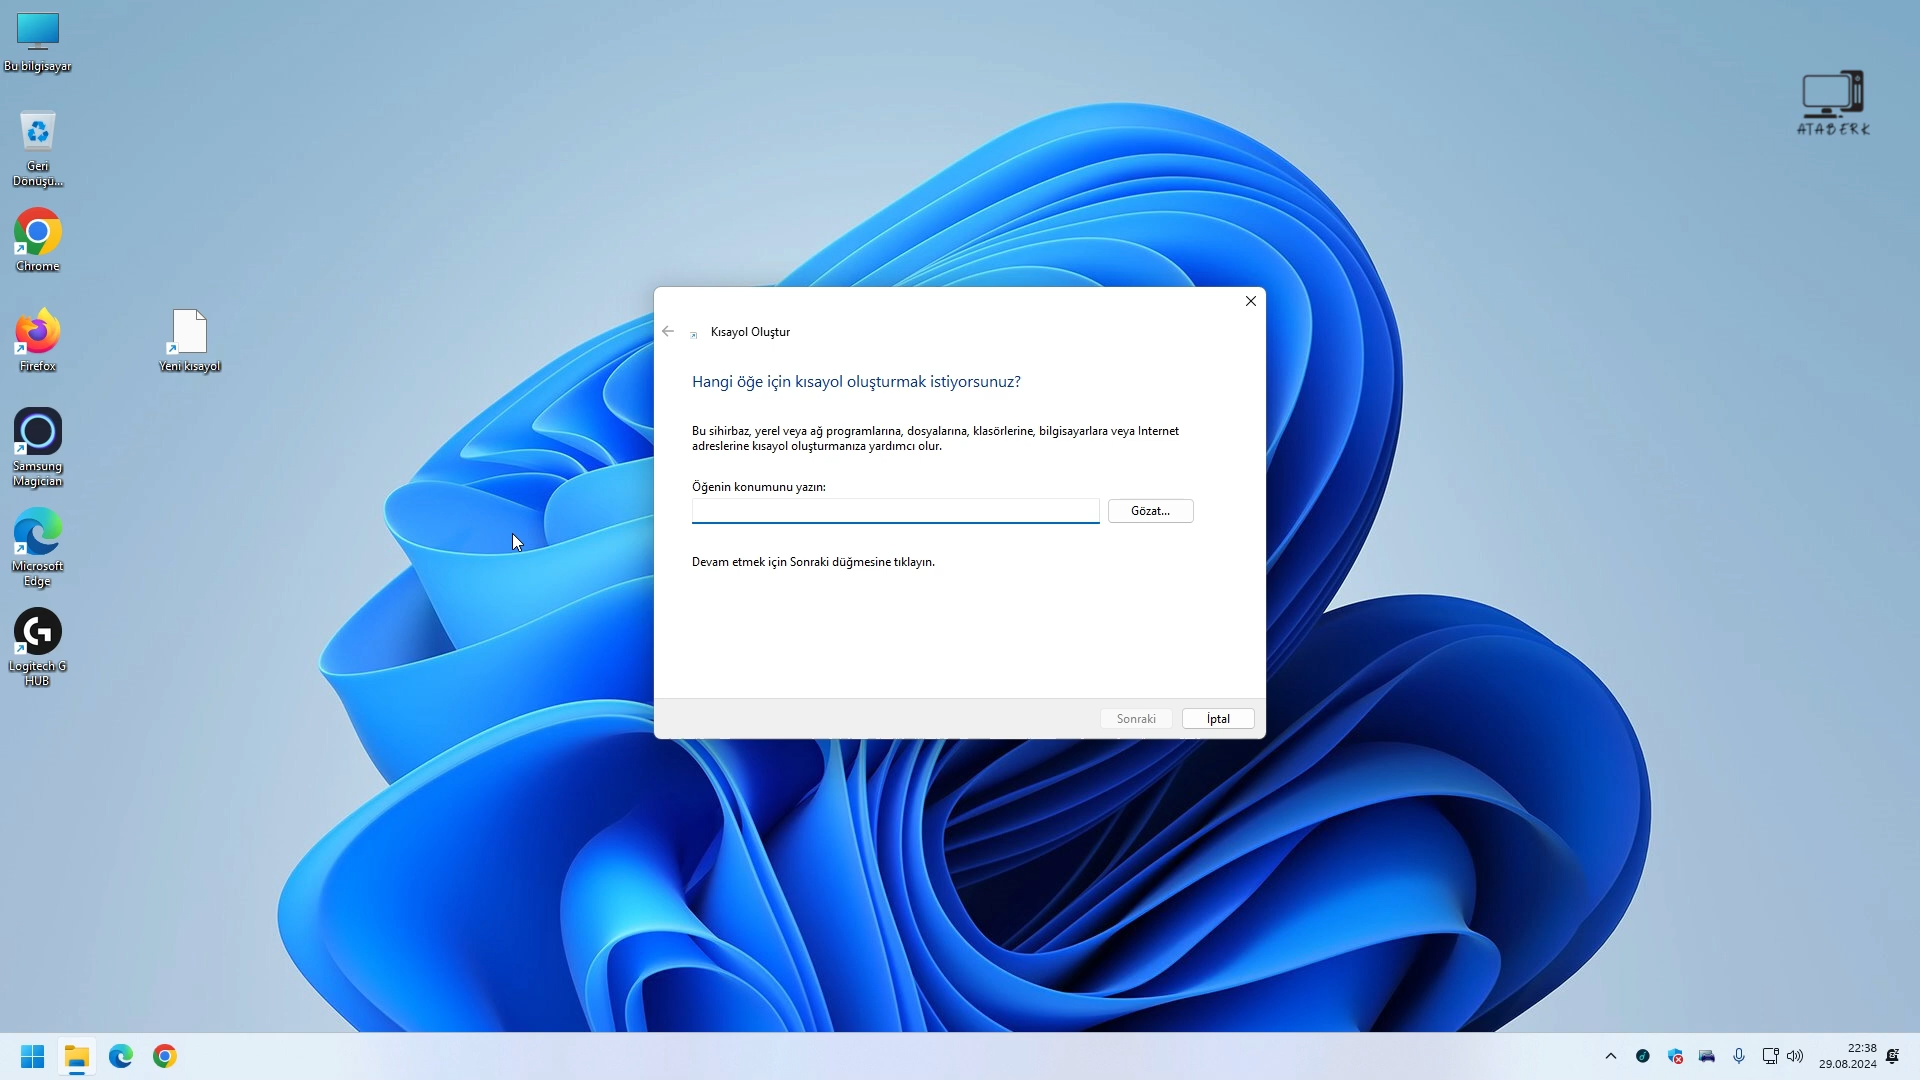 Bu bilgisayar
Geri
Dönüşü...
Chrome
Firefox
Yeni kısayol
Samsung
Magician
Microsoft
Edge
Logitech G
HUB
ATABERK
Kısayol Oluştur
Hangi öğe için kısayol oluşturmak istiyorsunuz?
Bu sihirbaz, yerel veya ağ programlarına, dosyalarına, klasörlerine, bilgisayarlara veya Internet
adreslerine kısayol oluşturmanıza yardımcı olur.
Öğenin konumunu yazın:
Gözat...
Devam etmek için Sonraki düğmesine tıklayın.
Sonraki
İptal
22:38
29.08.2024